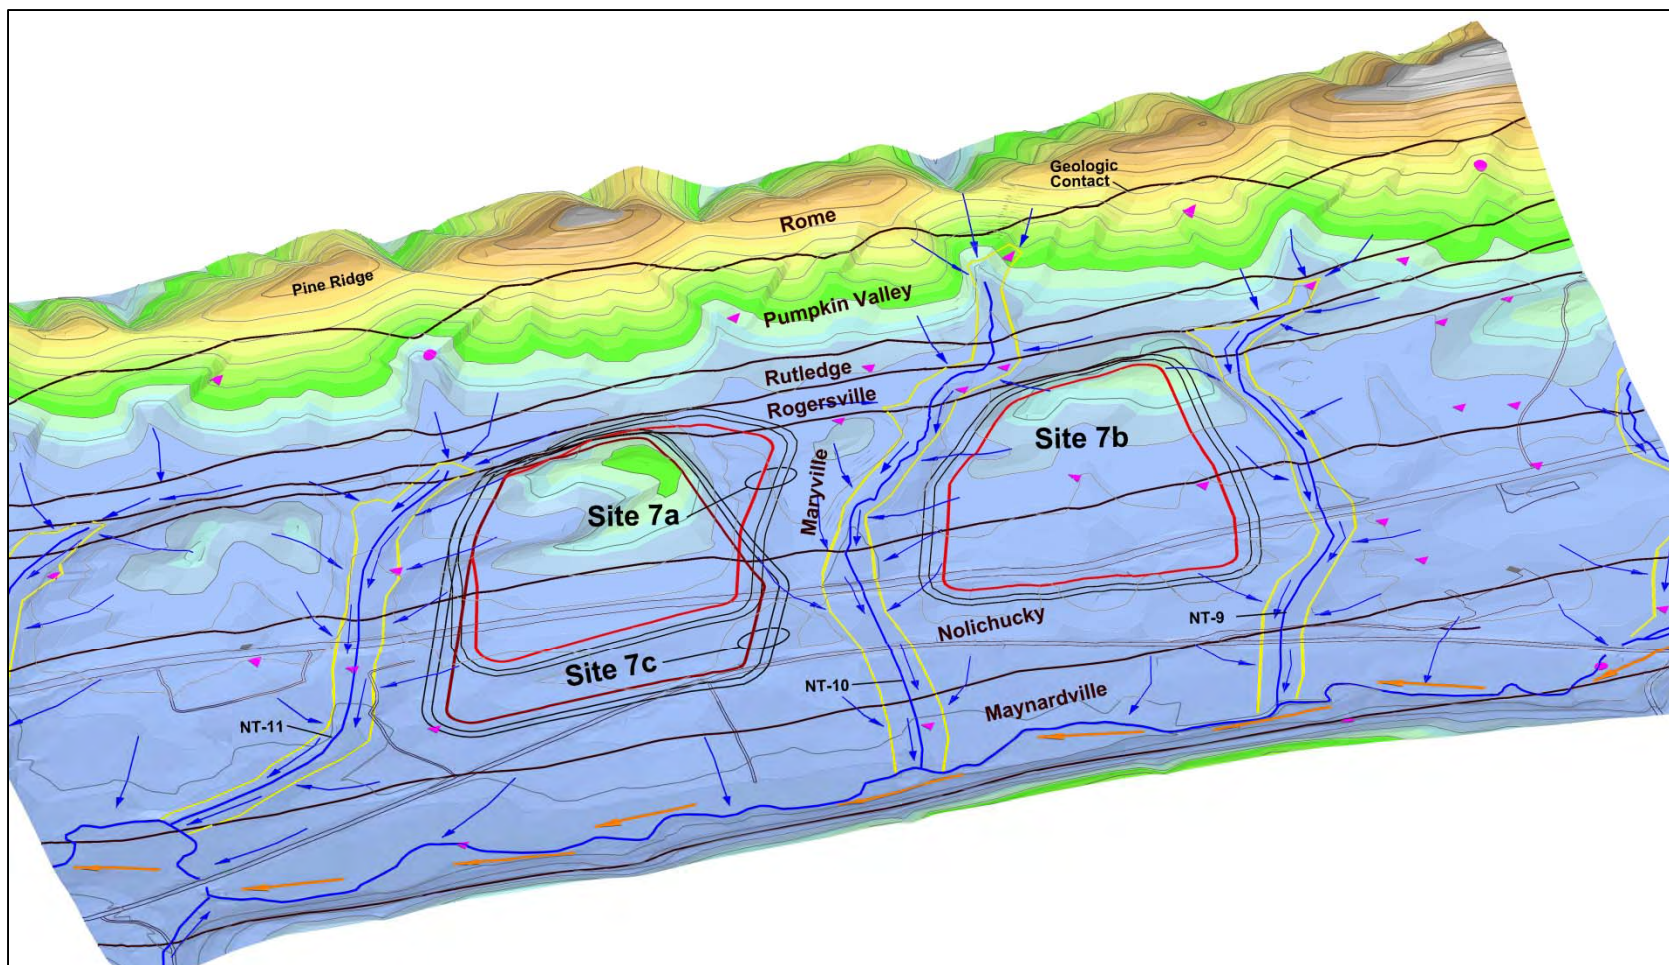 Geologic
Contact
Rome
Pine Ridge
Pumpkin Valley
Rutledge
Rogersville
Site 7b
Maryville
Site 7a
Nolichucky
NT-9
Site 7c
NT-10
Maynardville
NT-11